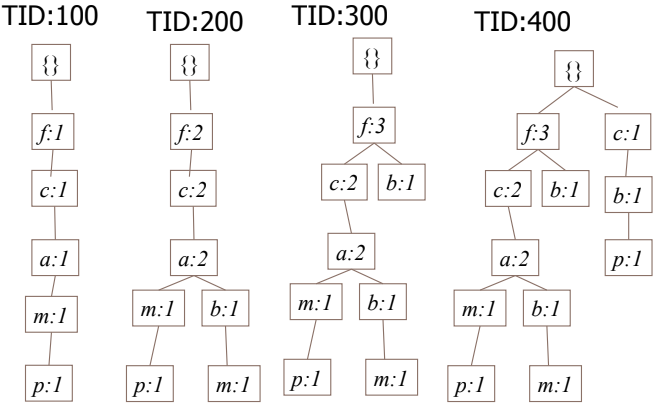 TID:100 TID:200 TID:300 TID:400
{} {} {} {}
f:1 f:2 f:3 f:3 c:1
c:1 c:2 c:2 b:1 c:2 b:1 b:1
a:1 a:2 a:2 a:2 p:1
m:1 m:1 b:1 m:1 b:1 m:1 b:1
p:1 p:1 m:1 p:1 m:1 p:1 m:1